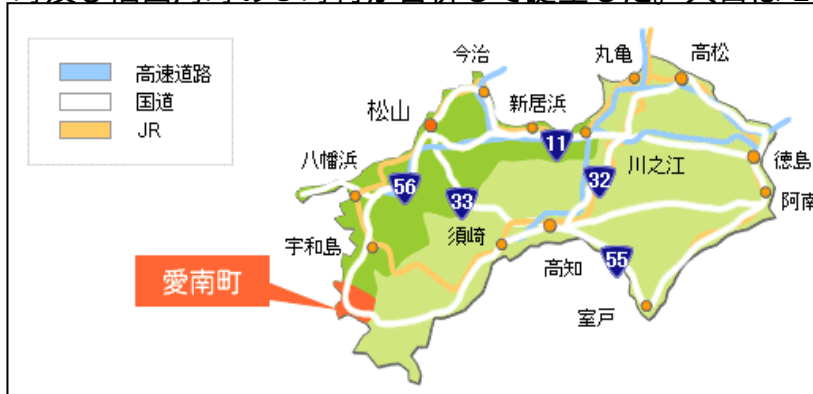 高速道路
国道
JR
今治
丸亀
高松
松山
新居浜
11
川之江
徳島
八幡浜
56
33
32
阿南
宇和島
須崎
高知
55
愛南町
室戸